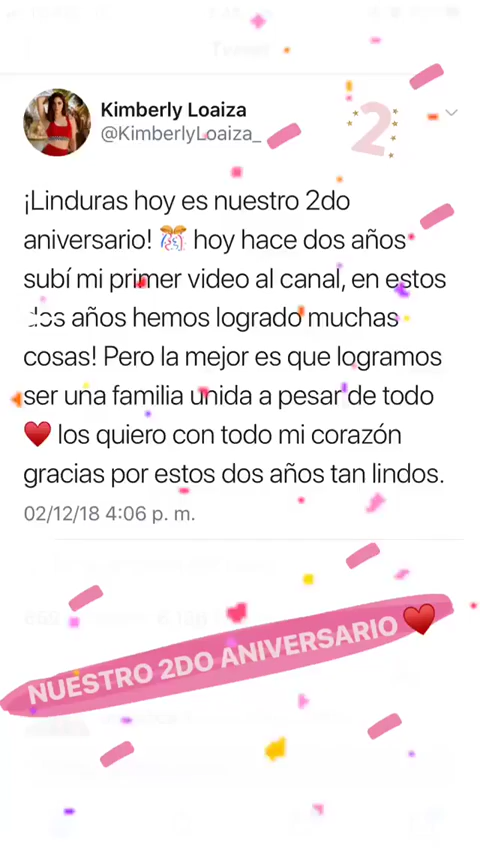 Kimberly Loaiza
@KimberlyLoaiza_
2
¡Linduras hoy es nuestro 2do
aniversario! 🎊 hoy hace dos años
subí mi primer video al canal, en estos
dos años hemos logrado muchas
cosas! Pero la mejor es que logramos
ser una familia unida a pesar de todo
♥️ los quiero con todo mi corazón
gracias por estos dos años tan lindos.
02/12/18 4:06 p. m.
NUESTRO 2DO ANIVERSARIO ♥️